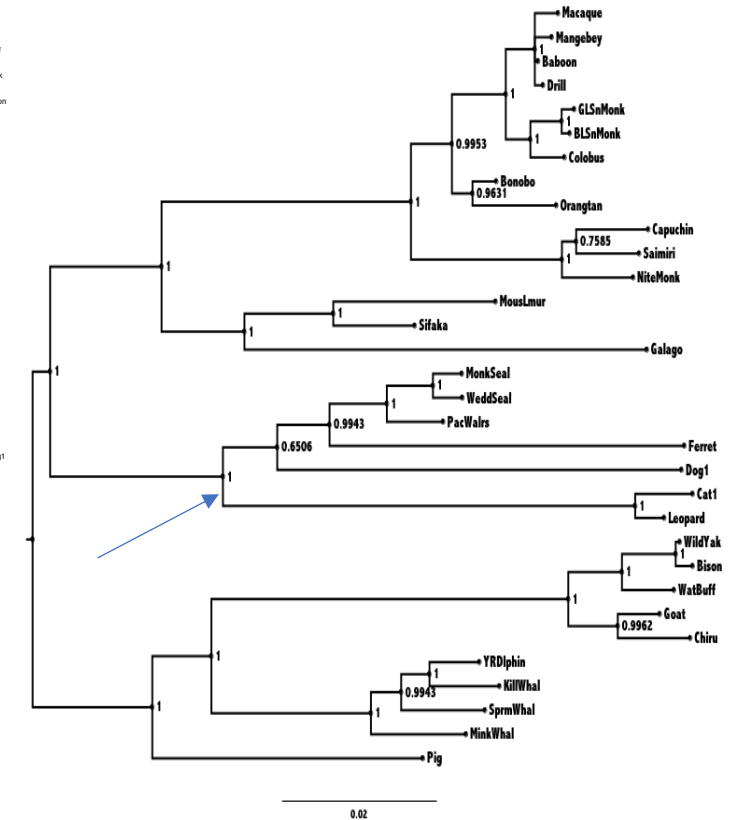 Macaque
Mangebey
1
Baboon
Drill
1
GLSnMonk
1
BLSnMonk
1
Colobus
0.9953
Bonobo
0.9631
Orangtan
1
Capuchin
0.7585
Saimiri
1
NiteMonk
1
MousLmur
1
Sifaka
1
Galago
1
MonkSeal
1
WeddSeal
1
PacWalrs
0.9943
Ferret
0.6506
Dog1
1
Cat1
1
Leopard
WildYak
1
Bison
1
WatBuff
1
Goat
0.9962
Chiru
1
YRDlphin
1
KillWhal
0.9943
SprmWhal
1
MinkWhal
1
Pig
0.02